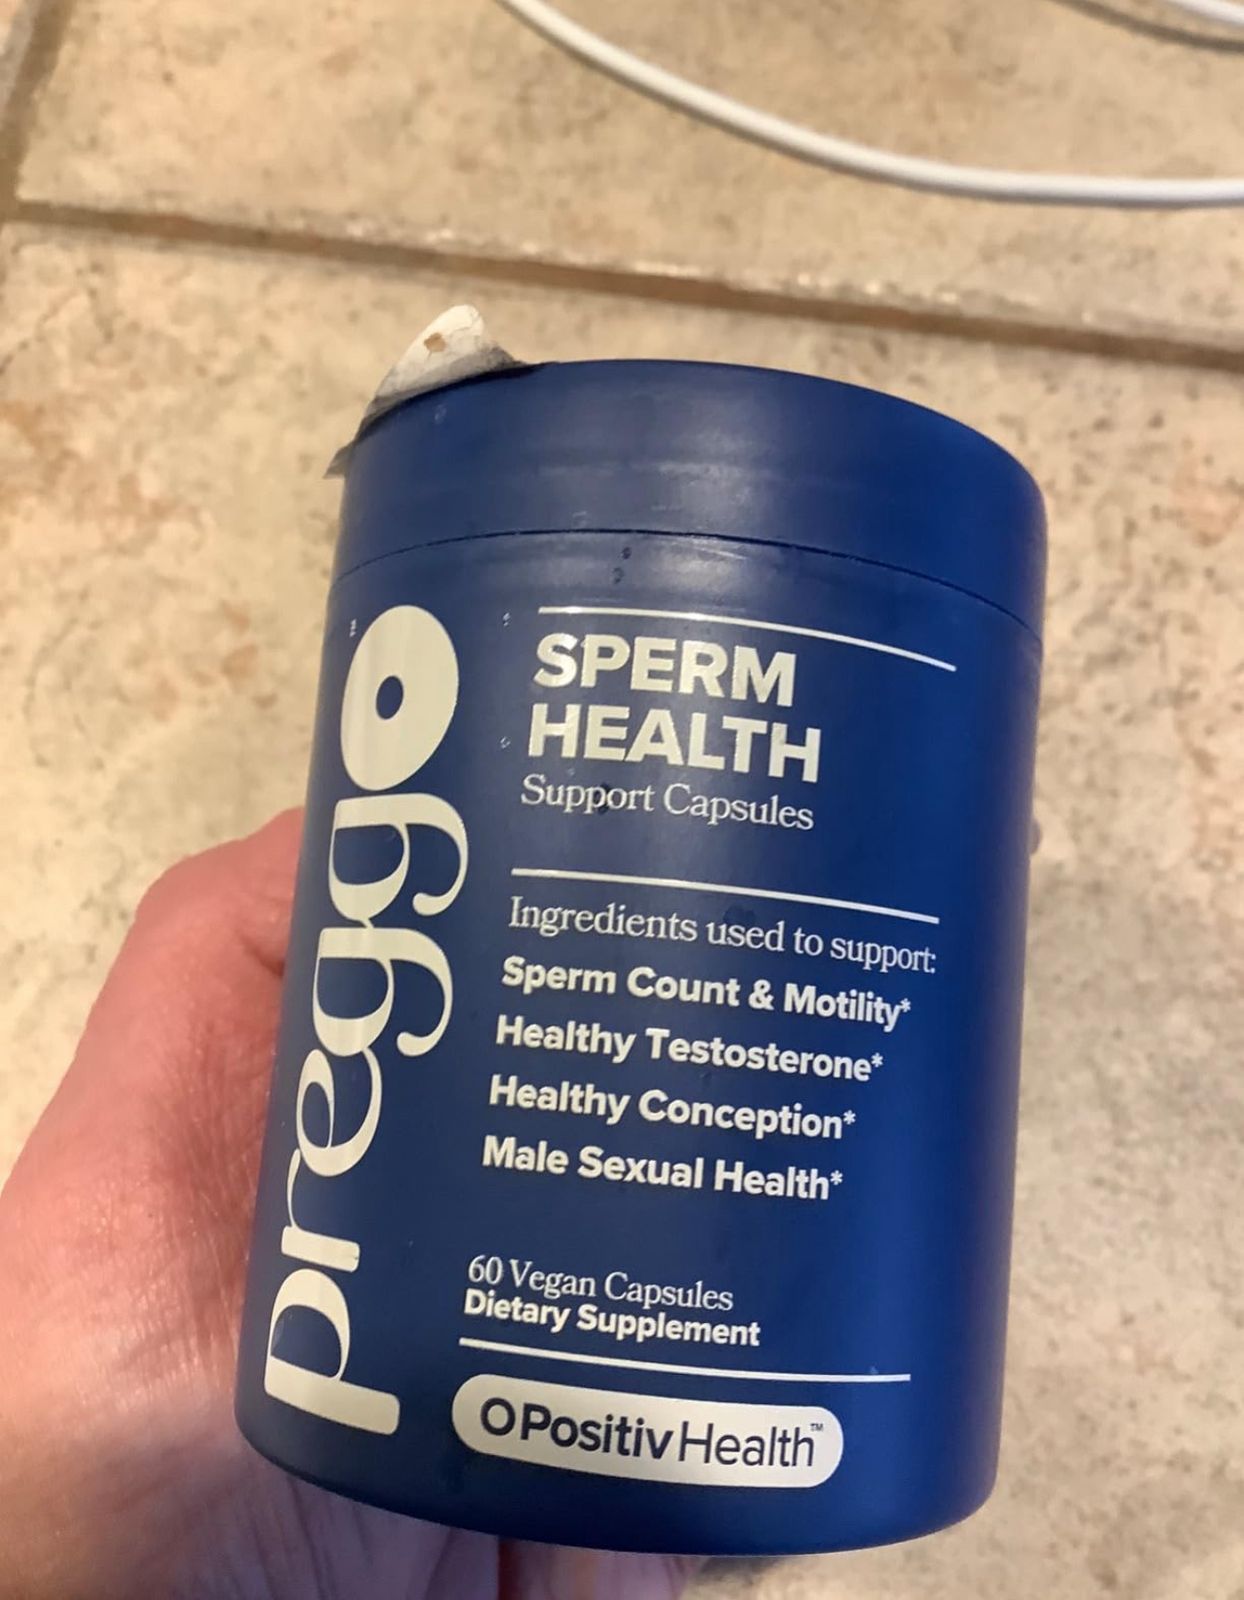 preggo™
SPERM
HEALTH
Support Capsules
Ingredients used to support:
Sperm Count & Motility*
Healthy Testosterone*
Healthy Conception*
Male Sexual Health*
60 Vegan Capsules
Dietary Supplement
OPositivHealth™